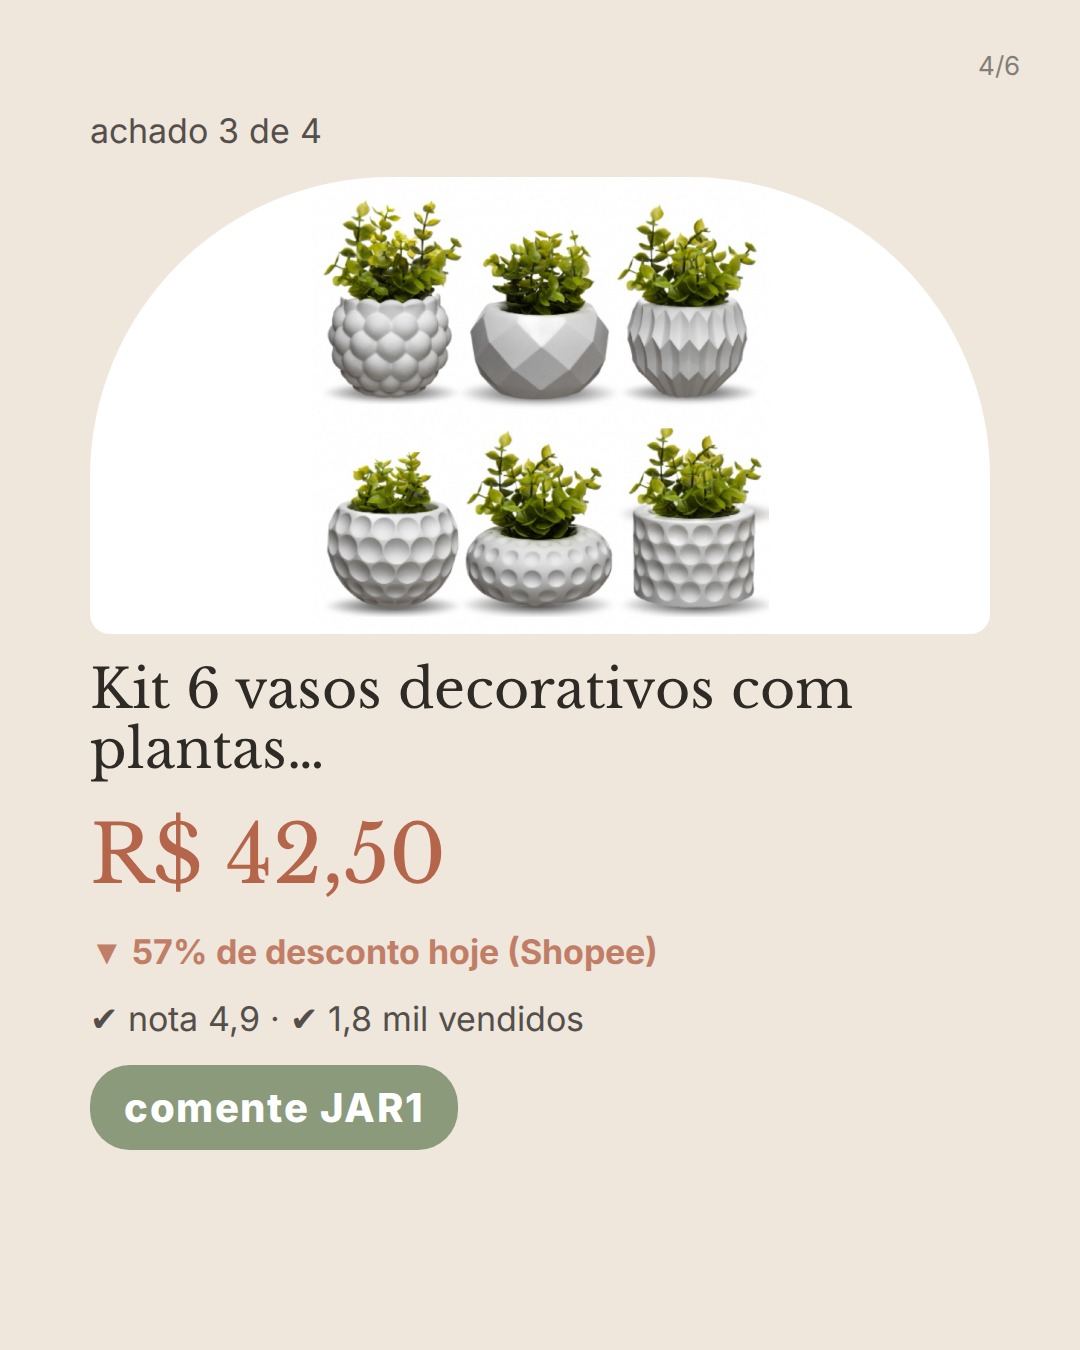 4/6
achado 3 de 4
Kit 6 vasos decorativos com
plantas...
R$ 42,50
▼ 57% de desconto hoje (Shopee)
✔ nota 4,9 · ✔ 1,8 mil vendidos
comente JAR1